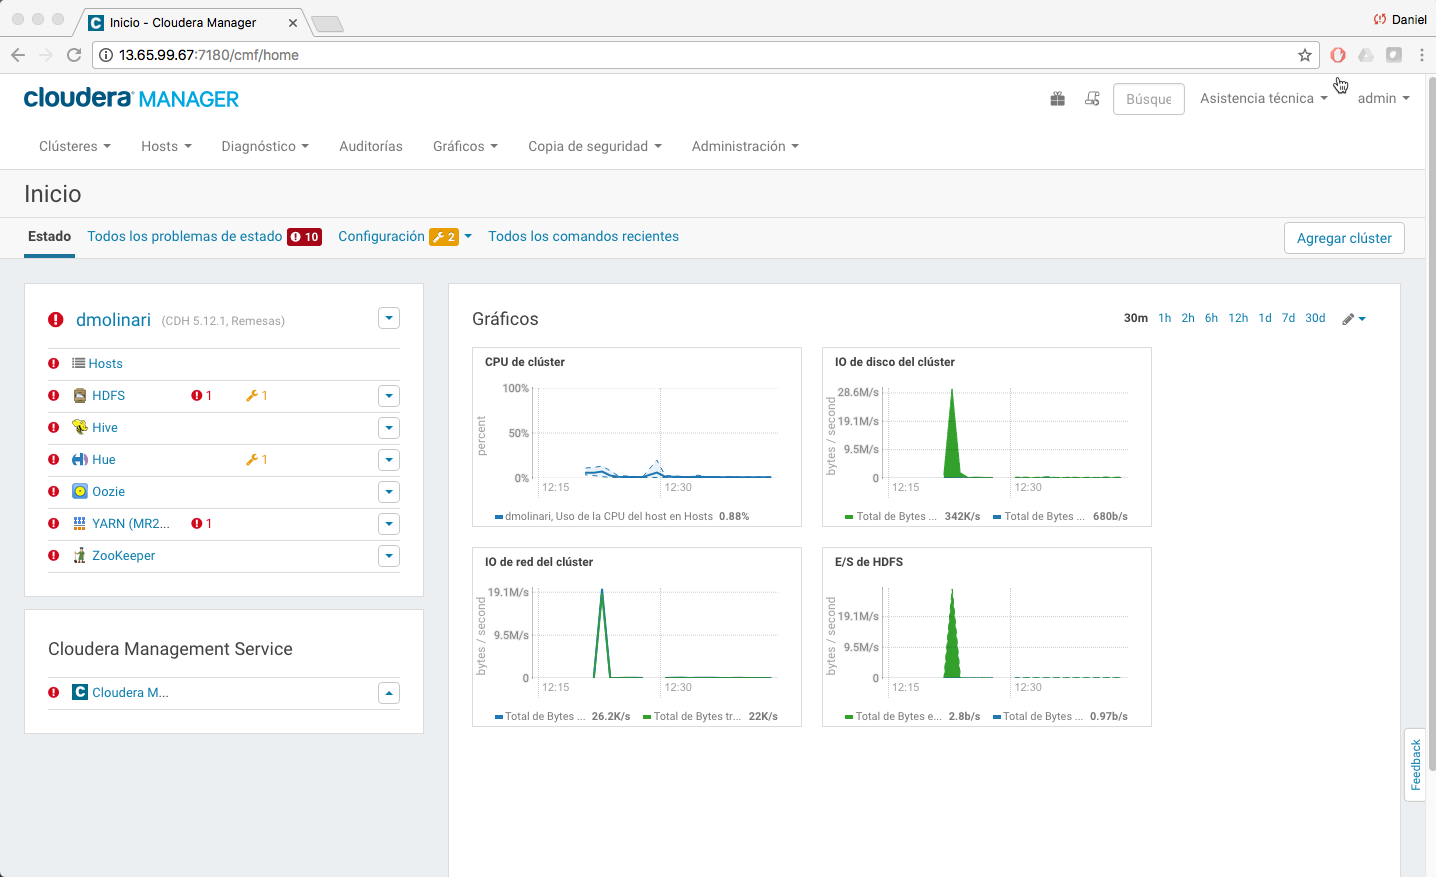 Inicio - Cloudera Manager
Daniel
13.65.99.67:7180/cmf/home
cloudera MANAGER
Búsque
Asistencia técnica
admin
Clústeres
Hosts
Diagnóstico
Auditorías
Gráficos
Copia de seguridad
Administración
Inicio
Estado
Todos los problemas de estado
10
Configuración
2
Todos los comandos recientes
Agregar clúster
dmolinari (CDH 5.12.1, Remesas)
Hosts
HDFS 1 1
Hive
Hue 1
Oozie
YARN (MR2... 1
ZooKeeper
Cloudera Management Service
Cloudera M...
Gráficos
30m 1h 2h 6h 12h 1d 7d 30d
CPU de clúster
percent
100%
50%
0%
12:15 12:30
dmolinari, Uso de la CPU del host en Hosts 0.88%
IO de disco del clúster
bytes / second
28.6M/s
19.1M/s
9.5M/s
0
12:15 12:30
Total de Bytes ... 342K/s Total de Bytes ... 680b/s
IO de red del clúster
bytes / second
19.1M/s
9.5M/s
0
12:15 12:30
Total de Bytes ... 26.2K/s Total de Bytes tr... 22K/s
E/S de HDFS
bytes / second
19.1M/s
9.5M/s
0
12:15 12:30
Total de Bytes e... 2.8b/s Total de Bytes ... 0.97b/s
Feedback